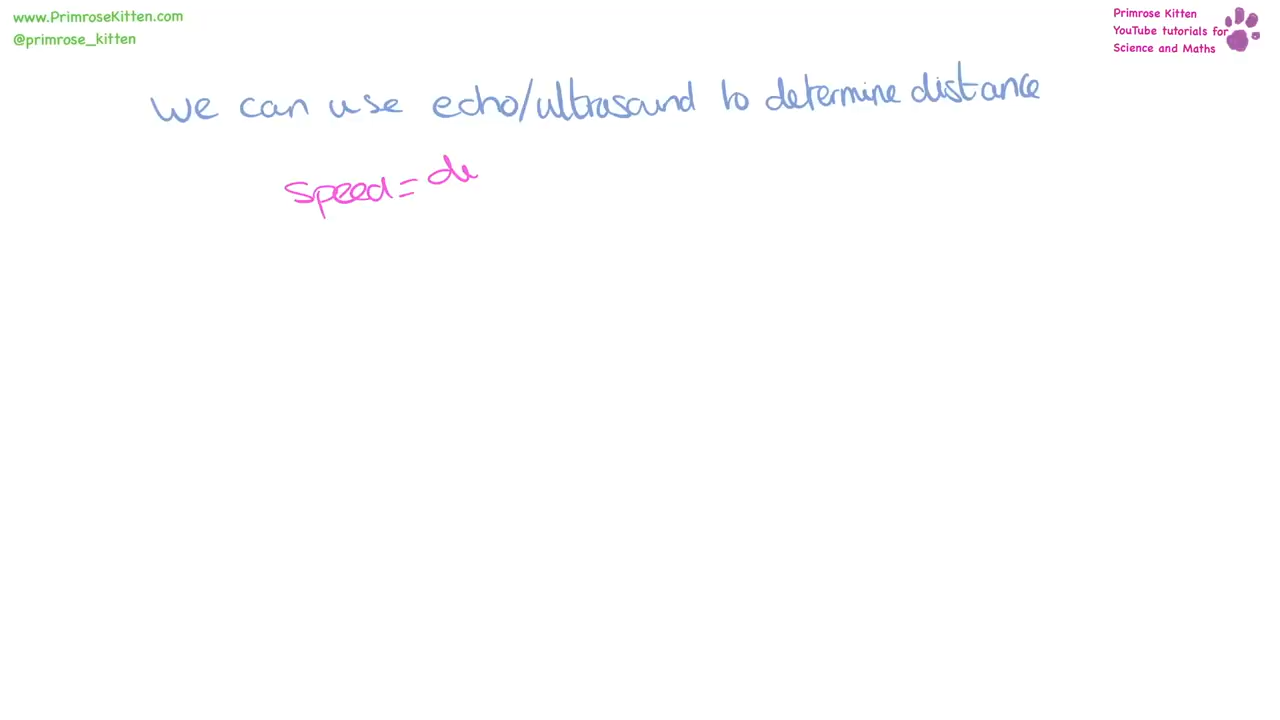 www.PrimroseKitten.com
@primrose_kitten
Primrose Kitten
YouTube tutorials for
Science and Maths
We can use echo/ultrasound to determine distance
speed=